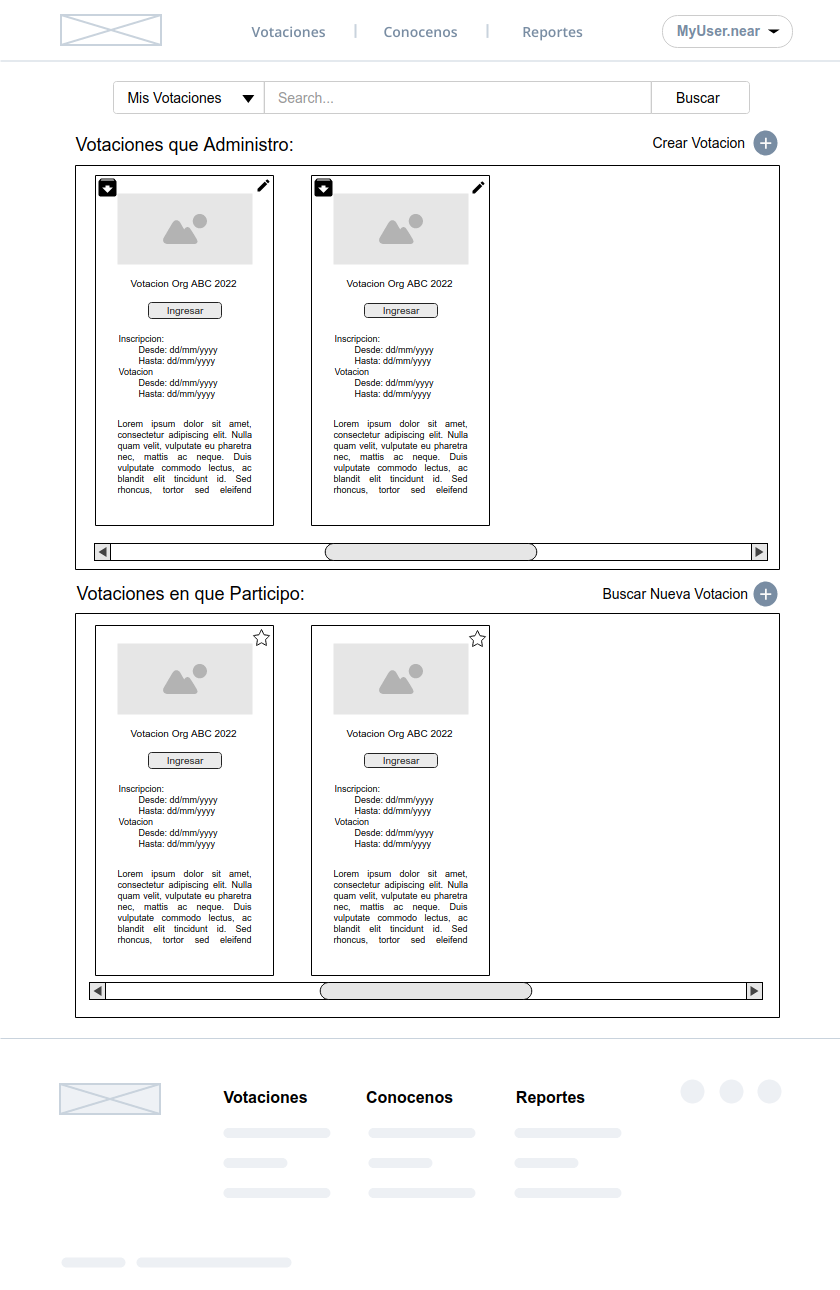 Votaciones | Conocenos | Reportes
MyUser.near
Mis Votaciones Search... Buscar
Votaciones que Administro:
Crear Votacion
Votacion Org ABC 2022
Ingresar
Inscripcion:
Desde: dd/mm/yyyy
Hasta: dd/mm/yyyy
Votacion
Desde: dd/mm/yyyy
Hasta: dd/mm/yyyy
Lorem ipsum dolor sit amet,
consectetur adipiscing elit. Nulla
quam velit, vulputate eu pharetra
nec, mattis ac neque. Duis
vulputate commodo lectus, ac
blandit elit tincidunt id. Sed
rhoncus, tortor sed eleifend
Votacion Org ABC 2022
Ingresar
Inscripcion:
Desde: dd/mm/yyyy
Hasta: dd/mm/yyyy
Votacion
Desde: dd/mm/yyyy
Hasta: dd/mm/yyyy
Lorem ipsum dolor sit amet,
consectetur adipiscing elit. Nulla
quam velit, vulputate eu pharetra
nec, mattis ac neque. Duis
vulputate commodo lectus, ac
blandit elit tincidunt id. Sed
rhoncus, tortor sed eleifend
Votaciones en que Participo:
Buscar Nueva Votacion
Votacion Org ABC 2022
Ingresar
Inscripcion:
Desde: dd/mm/yyyy
Hasta: dd/mm/yyyy
Votacion
Desde: dd/mm/yyyy
Hasta: dd/mm/yyyy
Lorem ipsum dolor sit amet,
consectetur adipiscing elit. Nulla
quam velit, vulputate eu pharetra
nec, mattis ac neque. Duis
vulputate commodo lectus, ac
blandit elit tincidunt id. Sed
rhoncus, tortor sed eleifend
Votacion Org ABC 2022
Ingresar
Inscripcion:
Desde: dd/mm/yyyy
Hasta: dd/mm/yyyy
Votacion
Desde: dd/mm/yyyy
Hasta: dd/mm/yyyy
Lorem ipsum dolor sit amet,
consectetur adipiscing elit. Nulla
quam velit, vulputate eu pharetra
nec, mattis ac neque. Duis
vulputate commodo lectus, ac
blandit elit tincidunt id. Sed
rhoncus, tortor sed eleifend
Votaciones Conocenos Reportes